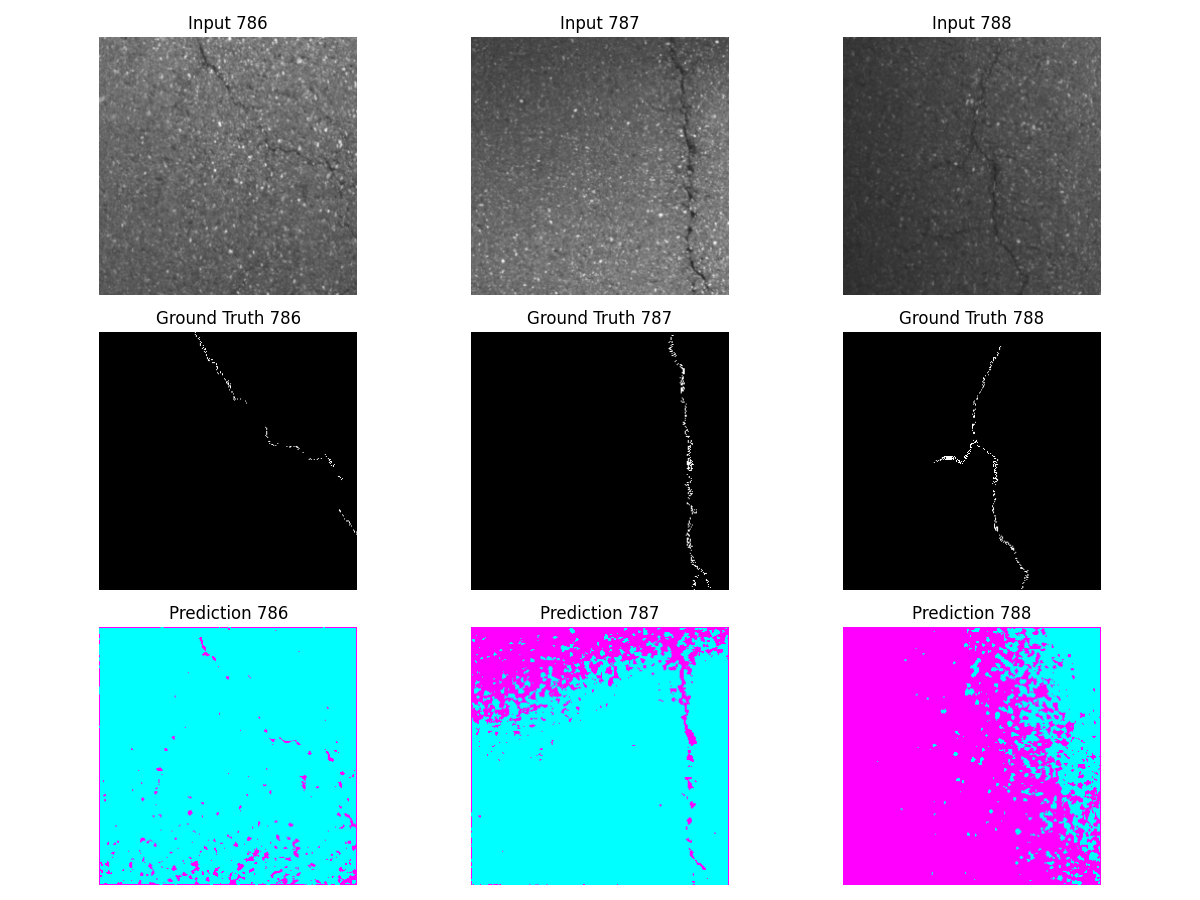 Input 786
Input 787
Input 788
Ground Truth 786
Ground Truth 787
Ground Truth 788
Prediction 786
Prediction 787
Prediction 788